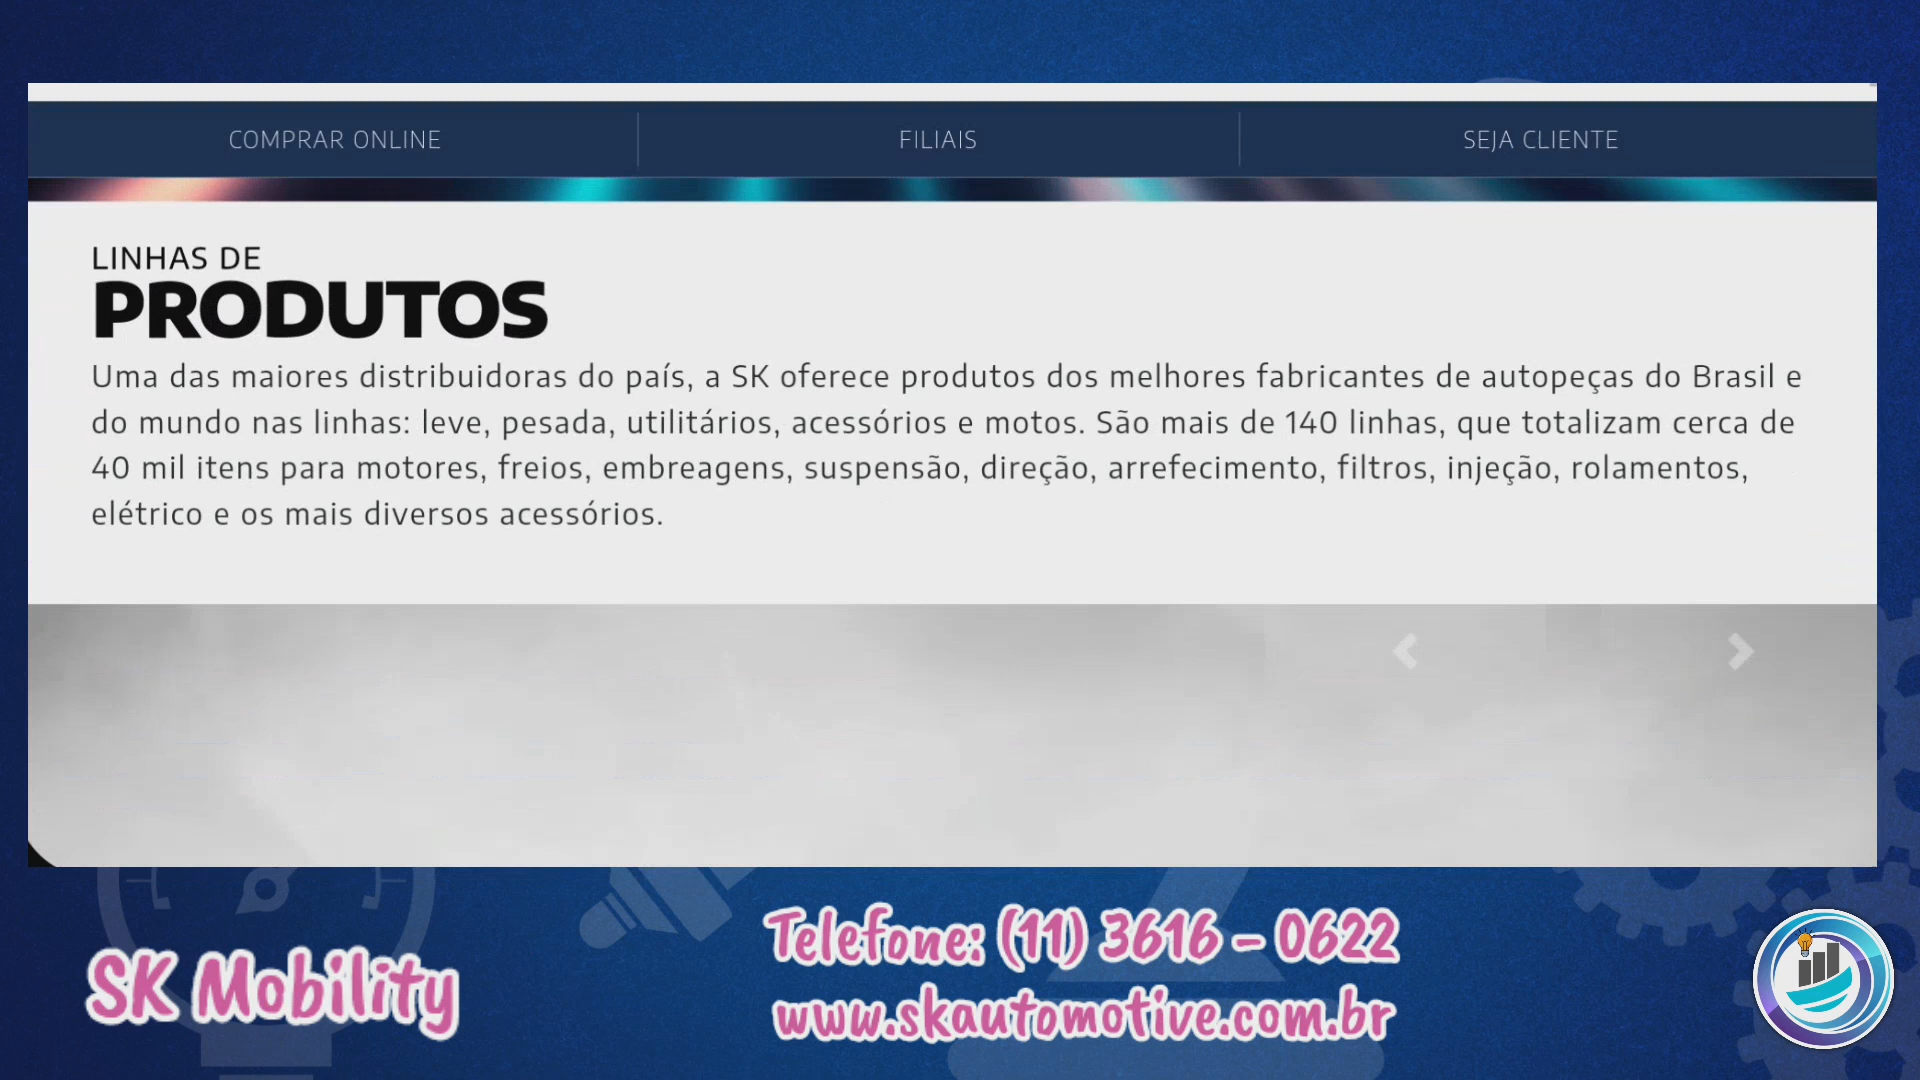 COMPRAR ONLINE
FILIAIS
SEJA CLIENTE
LINHAS DE
PRODUTOS
Uma das maiores distribuidoras do país, a SK oferece produtos dos melhores fabricantes de autopeças do Brasil e
do mundo nas linhas: leve, pesada, utilitários, acessórios e motos. São mais de 140 linhas, que totalizam cerca de
40 mil itens para motores, freios, embreagens, suspensão, direção, arrefecimento, filtros, injeção, rolamentos,
elétrico e os mais diversos acessórios.
SK Mobility
Telefone: (11) 3616 – 0622
www.skautomotive.com.br